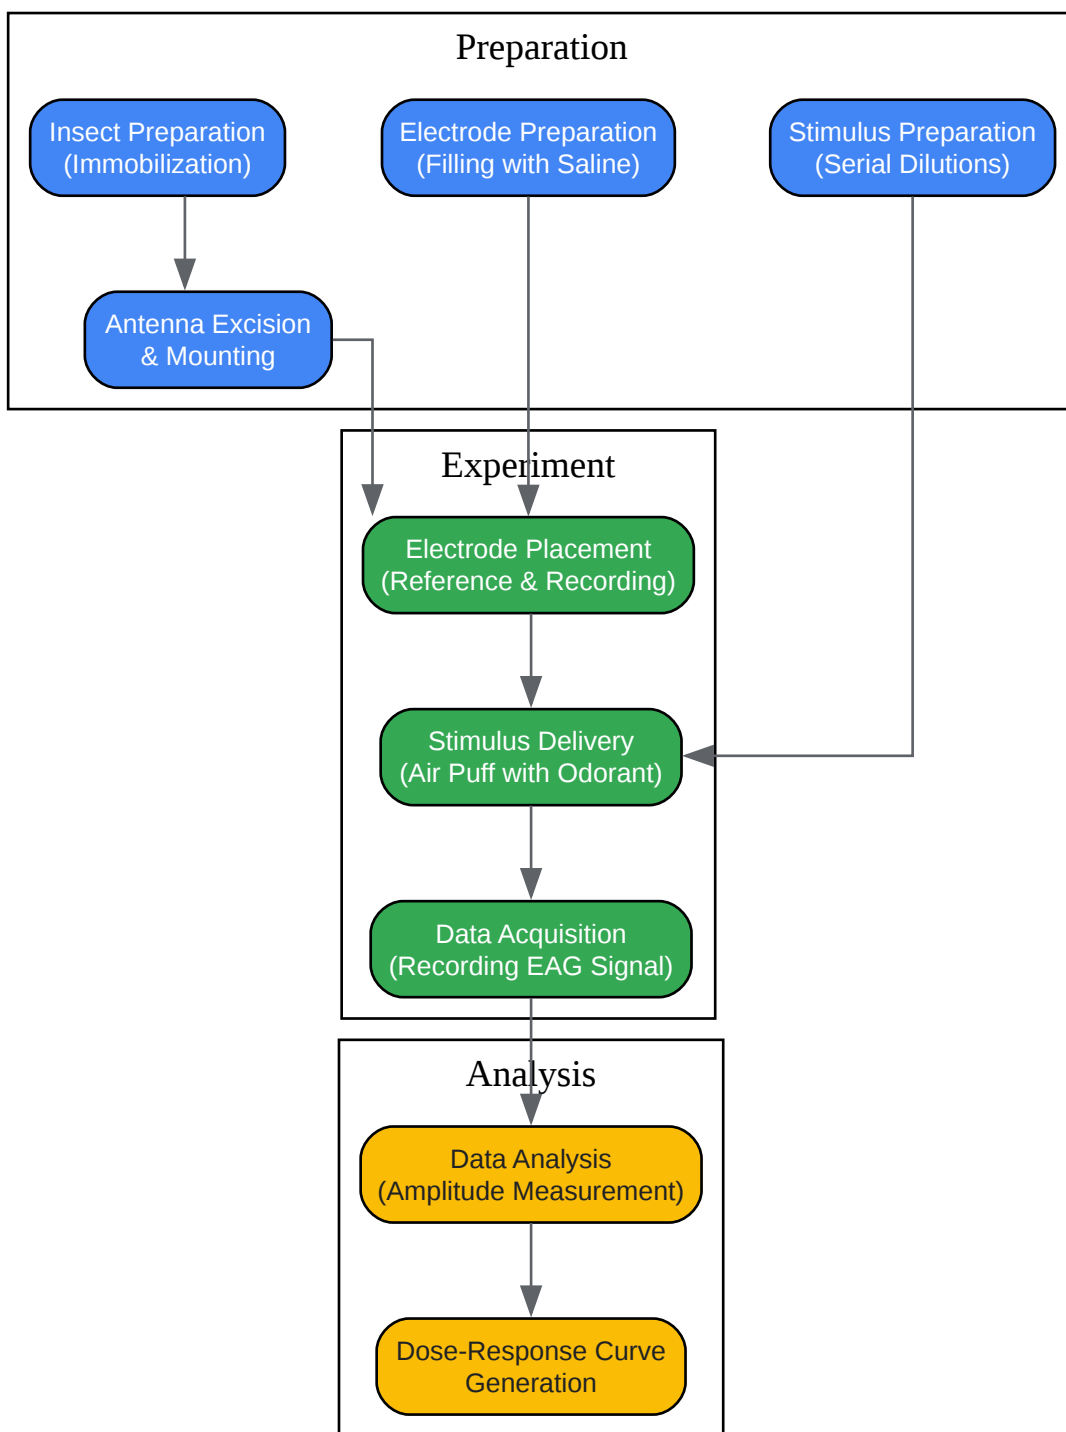 Preparation
Insect Preparation
(Immobilization)
Electrode Preparation
(Filling with Saline)
Stimulus Preparation
(Serial Dilutions)
Antenna Excision
& Mounting
Experiment
Electrode Placement
(Reference & Recording)
Stimulus Delivery
(Air Puff with Odorant)
Data Acquisition
(Recording EAG Signal)
Analysis
Data Analysis
(Amplitude Measurement)
Dose-Response Curve
Generation